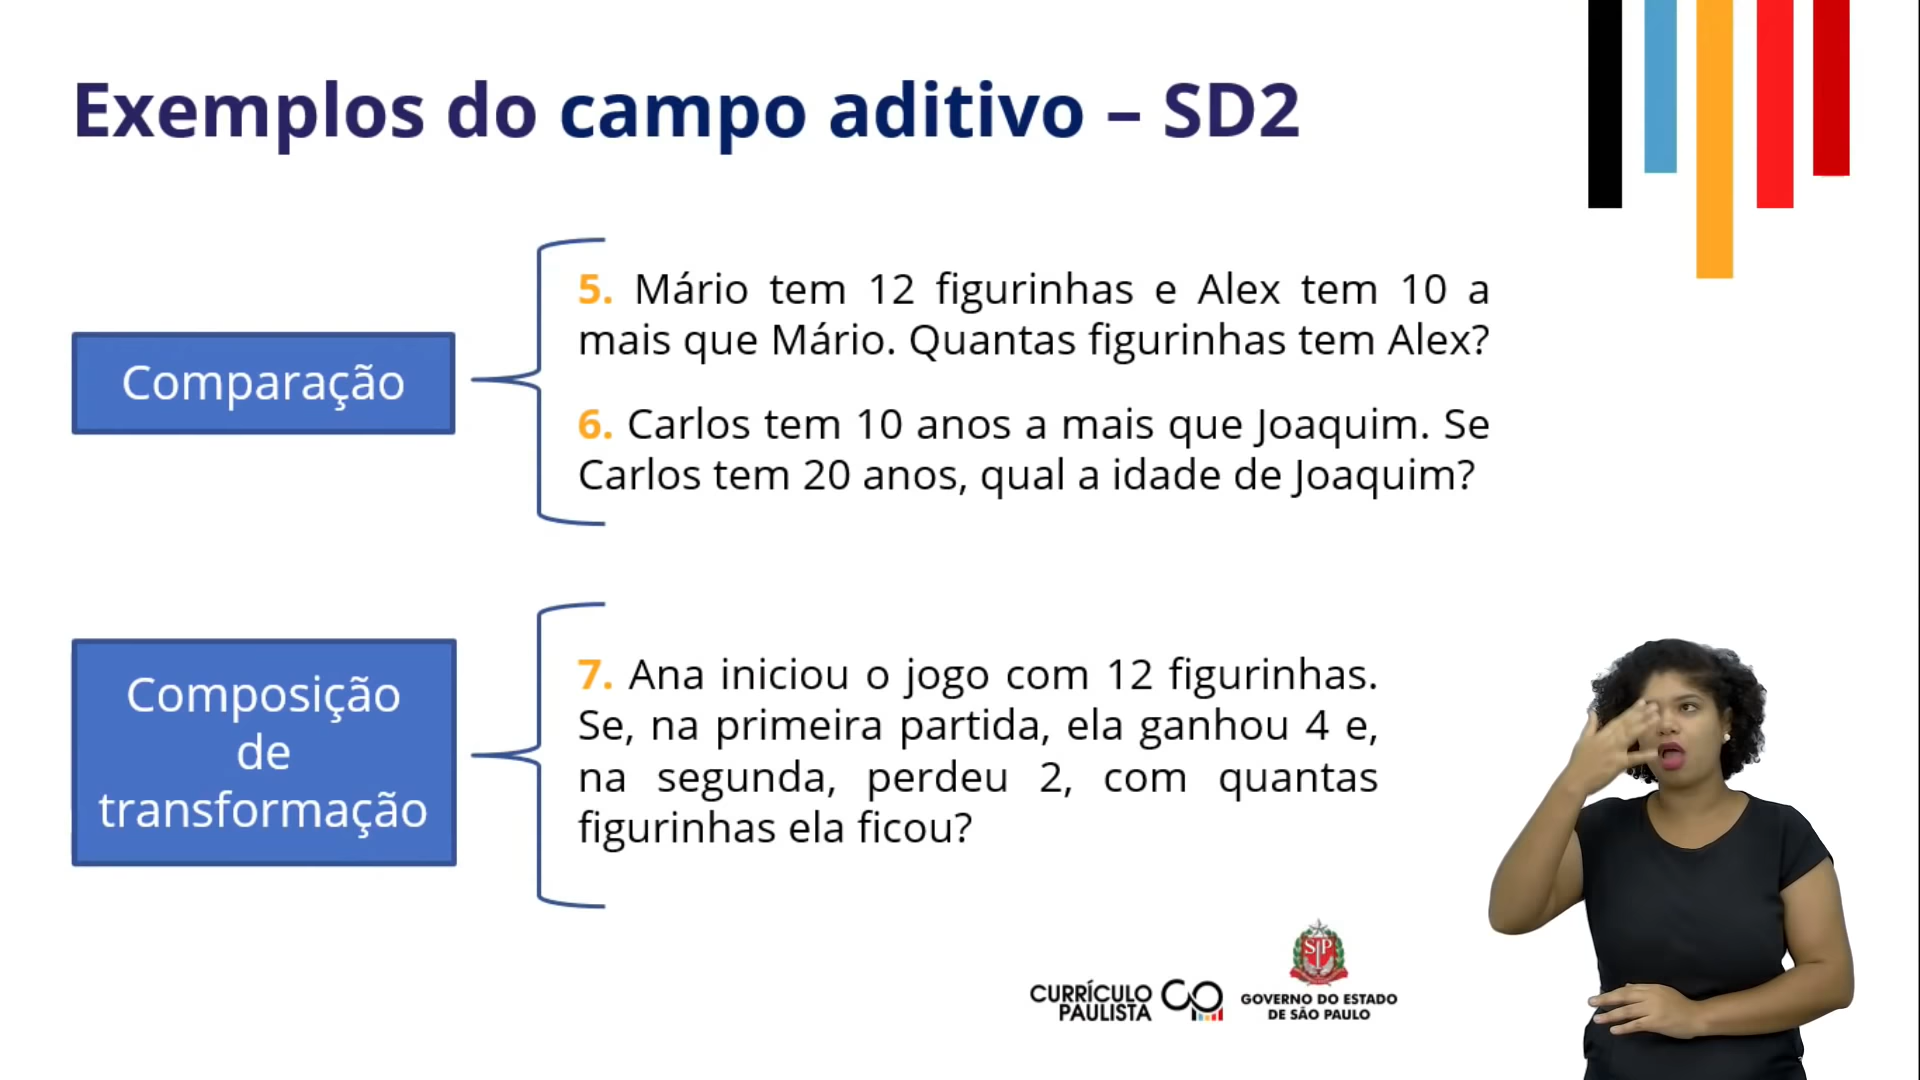 Exemplos do campo aditivo – SD2
Comparação
5. Mário tem 12 figurinhas e Alex tem 10 a
mais que Mário. Quantas figurinhas tem Alex?
6. Carlos tem 10 anos a mais que Joaquim. Se
Carlos tem 20 anos, qual a idade de Joaquim?
Composição
de
transformação
7. Ana iniciou o jogo com 12 figurinhas.
Se, na primeira partida, ela ganhou 4 e,
na segunda, perdeu 2, com quantas
figurinhas ela ficou?
CURRÍCULO
PAULISTA
SP
GOVERNO DO ESTADO
DE SÃO PAULO